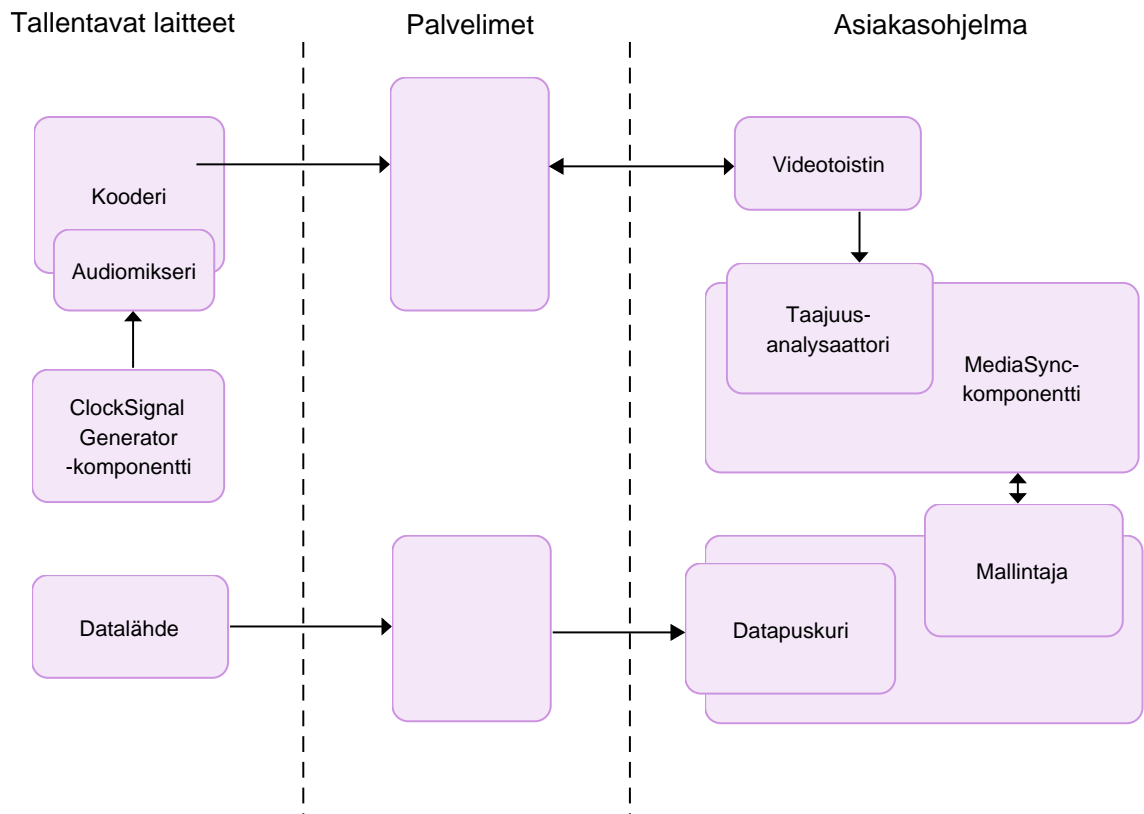 Tallentavat laitteet
Palvelimet
Asiakasohjelma
Kooderi
Audiomikseri
ClockSignal
Generator
-komponentti
Datalähde
Videotoistin
Taajuus-
analysaattori
MediaSync-
komponentti
Mallintaja
Datapuskuri